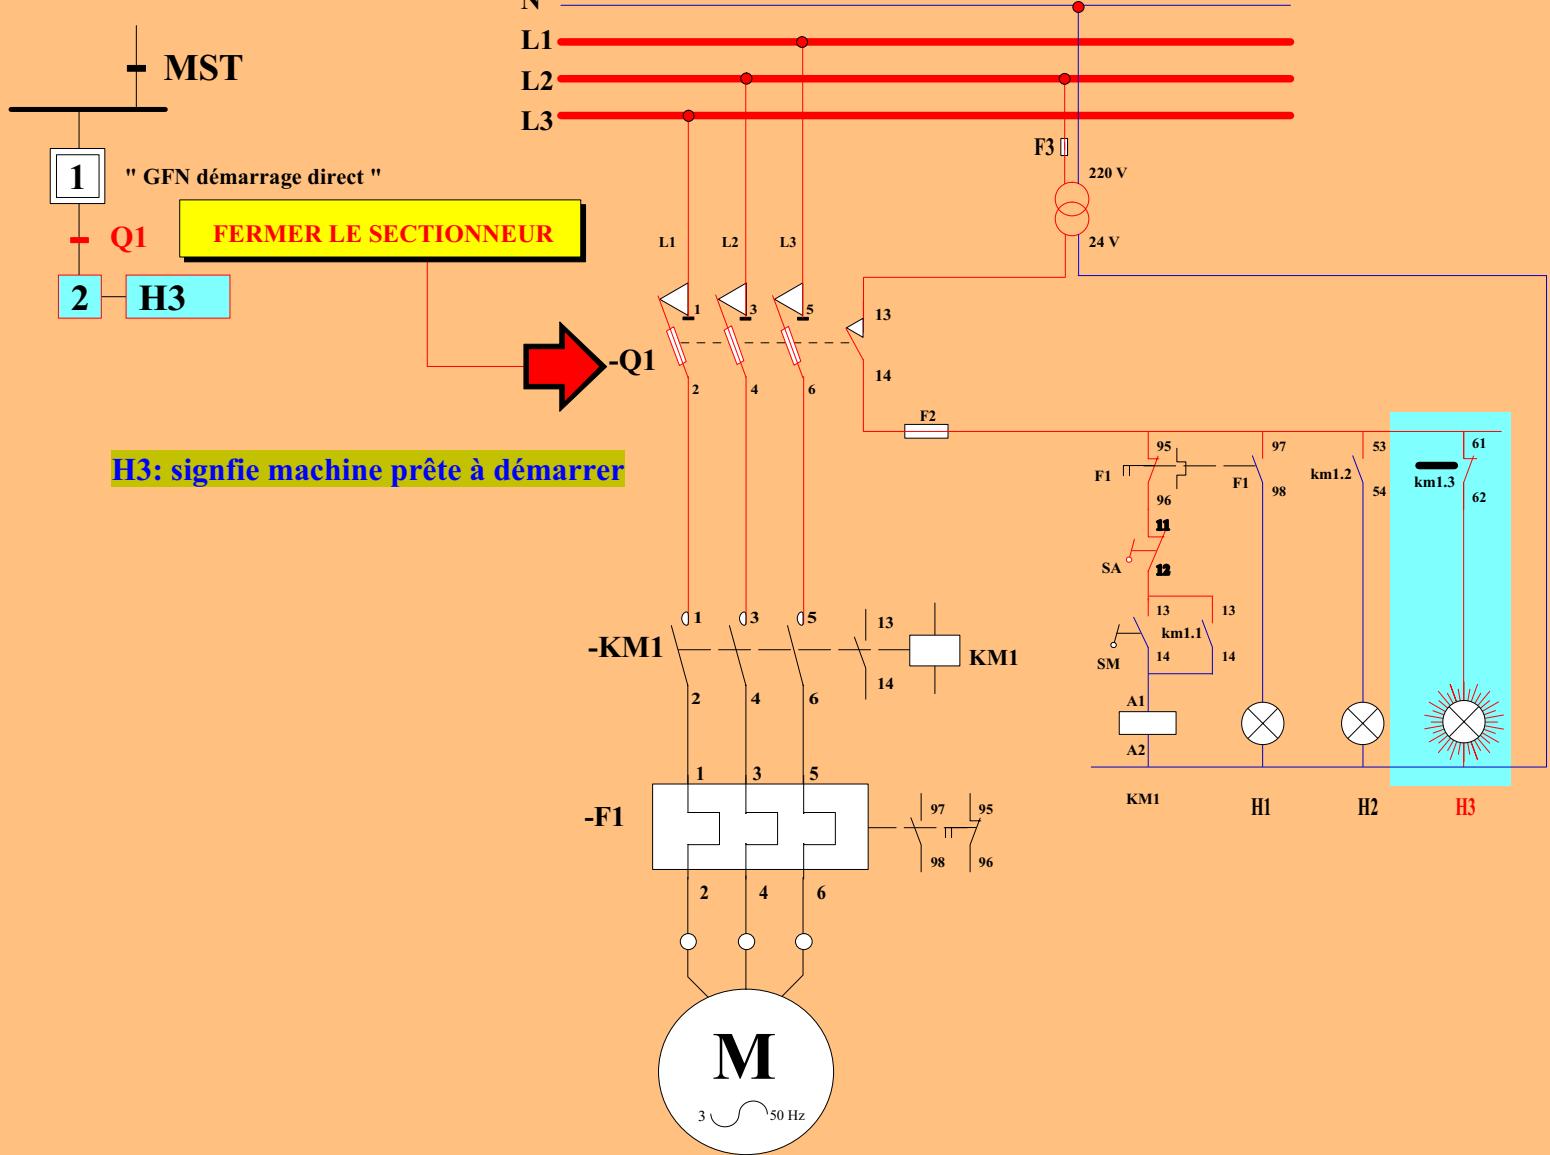 N
L1
L2
L3
MST
1
" GFN démarrage direct "
Q1
FERMER LE SECTIONNEUR
2
H3
F3
220 V
24 V
L1 L2 L3
1 3 5
13
-Q1
2 4 6
14
F2
H3: signfie machine prête à démarrer
95 97 53 61
F1 F1 km1.2 km1.3
96 98 54 62
11
SA
12
13 13
km1.1
SM
14 14
A1
A2
KM1 H1 H2 H3
1 3 5 13
-KM1 KM1
2 4 6 14
1 3 5
-F1
97 95
98 96
2 4 6
M
3 50 Hz